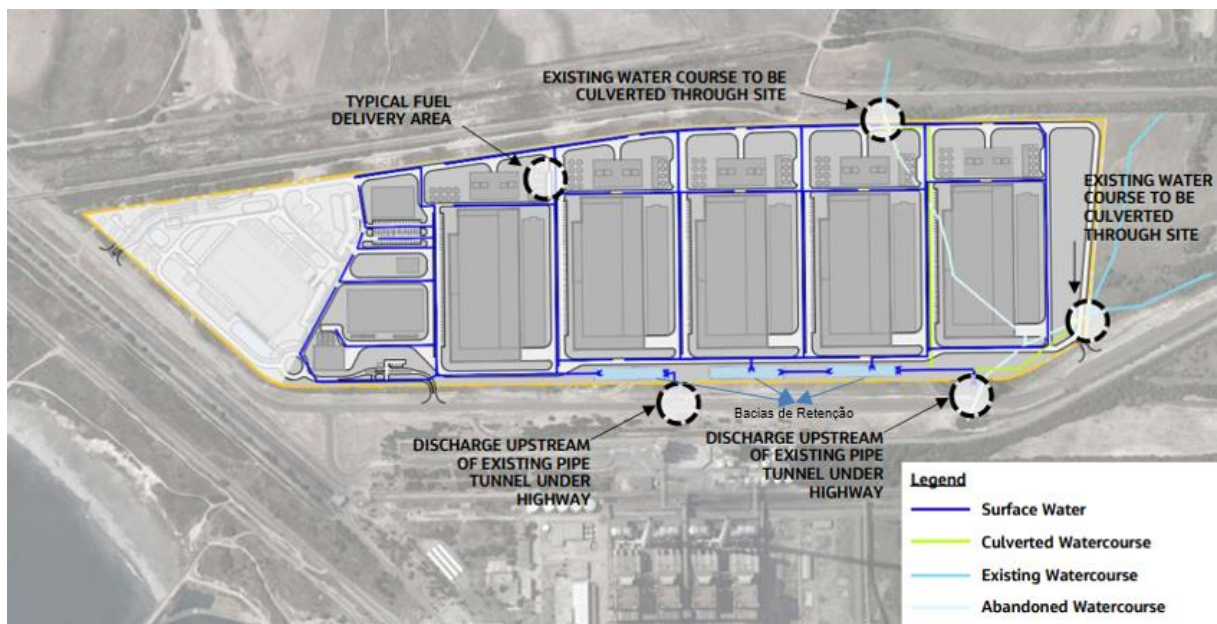 EXISTING WATER COURSE TO BE
CULVERTED THROUGH SITE
TYPICAL FUEL
DELIVERY AREA
EXISTING WATER
COURSE TO BE
CULVERTED
THROUGH SITE
Bacias de Retenção
DISCHARGE UPSTREAM
OF EXISTING PIPE
TUNNEL UNDER
HIGHWAY
DISCHARGE UPSTREAM
OF EXISTING PIPE
TUNNEL UNDER
HIGHWAY
Legend
Surface Water
Culverted Watercourse
Existing Watercourse
Abandoned Watercourse